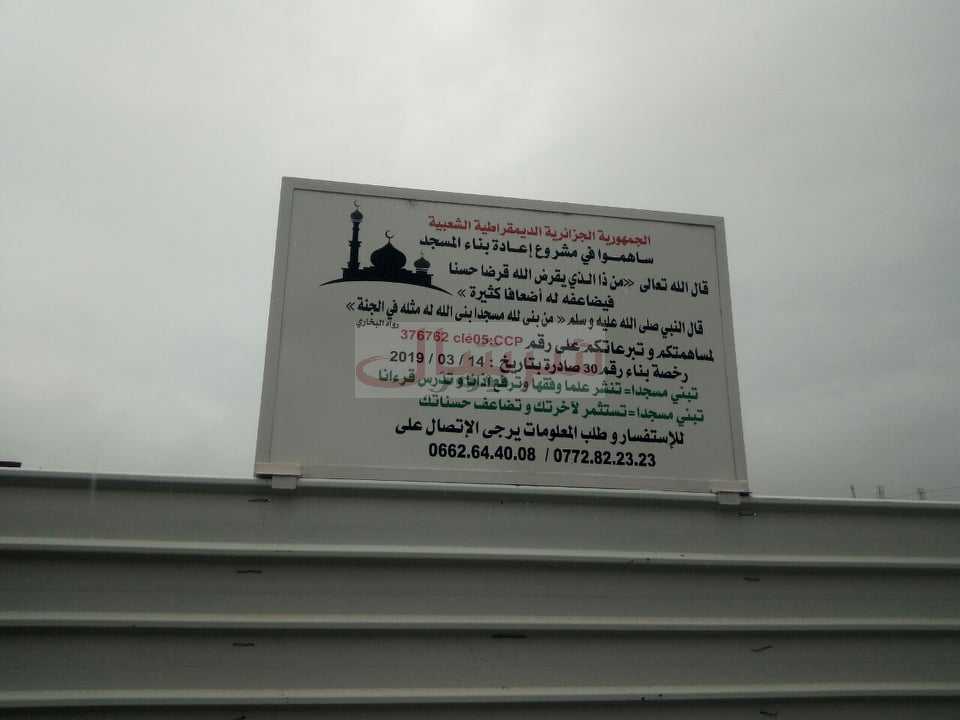 الجمهورية الجزائرية الديمقراطية الشعبية
ساهموا في مشروع إعادة بناء المسجد
قال الله تعالى «من ذا الذي يقرض الله قرضا حسنا
فيضاعفه له أضعافا كثيرة»
قال النبي صلى الله عليه و سلم «من بنى لله مسجدا بنى الله له مثله في الجنة»
رواه البخاري
لمساهمتكم و تبرعاتكم على رقم CCP:376762 clé05
رخصة بناء رقم 30 صادرة بتاريخ : 14 / 03 / 2019
تبني مسجدا = تنشر علما وفقها وترفع اذانا و تدرس قرءانا
تبني مسجدا = تستثمر لآخرتك و تضاعف حسناتك
للإستفسار و طلب المعلومات يرجى الإتصال على
0662.64.40.08 / 0772.82.23.23